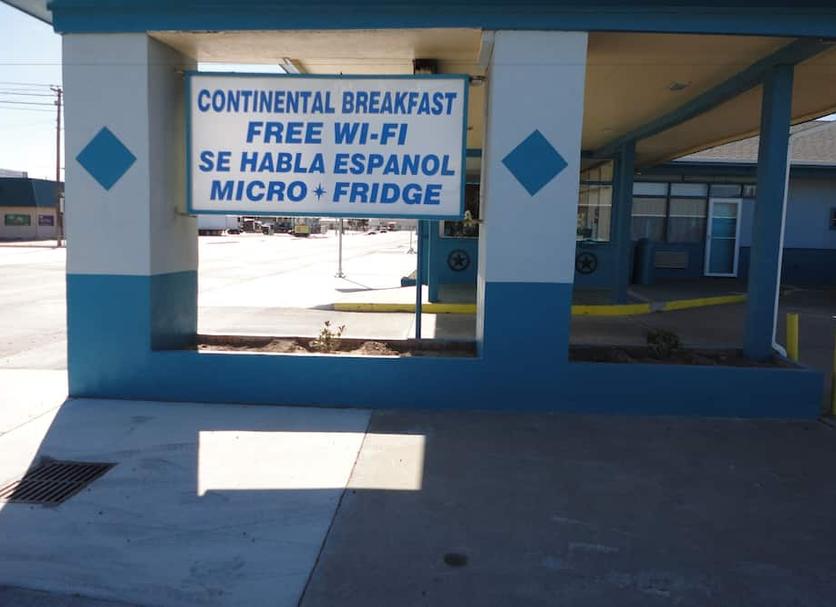 CONTINENTAL BREAKFAST
FREE WI-FI
SE HABLA ESPANOL
MICRO ✦ FRIDGE